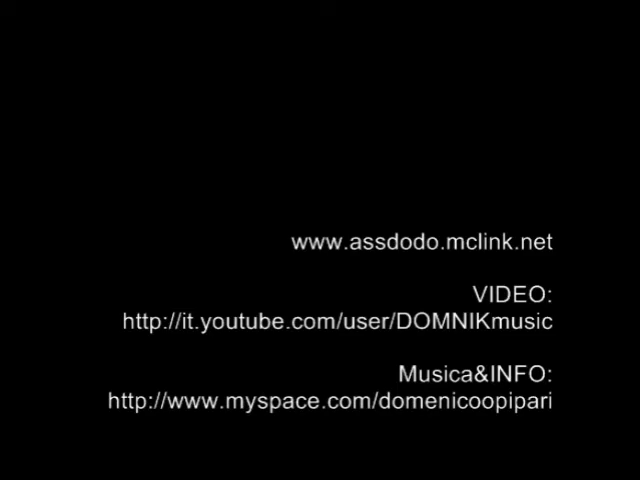 www.assdodo.mclink.net
VIDEO:
http://it.youtube.com/user/DOMNIKmusic
Musica&INFO:
http://www.myspace.com/domenicoopipari